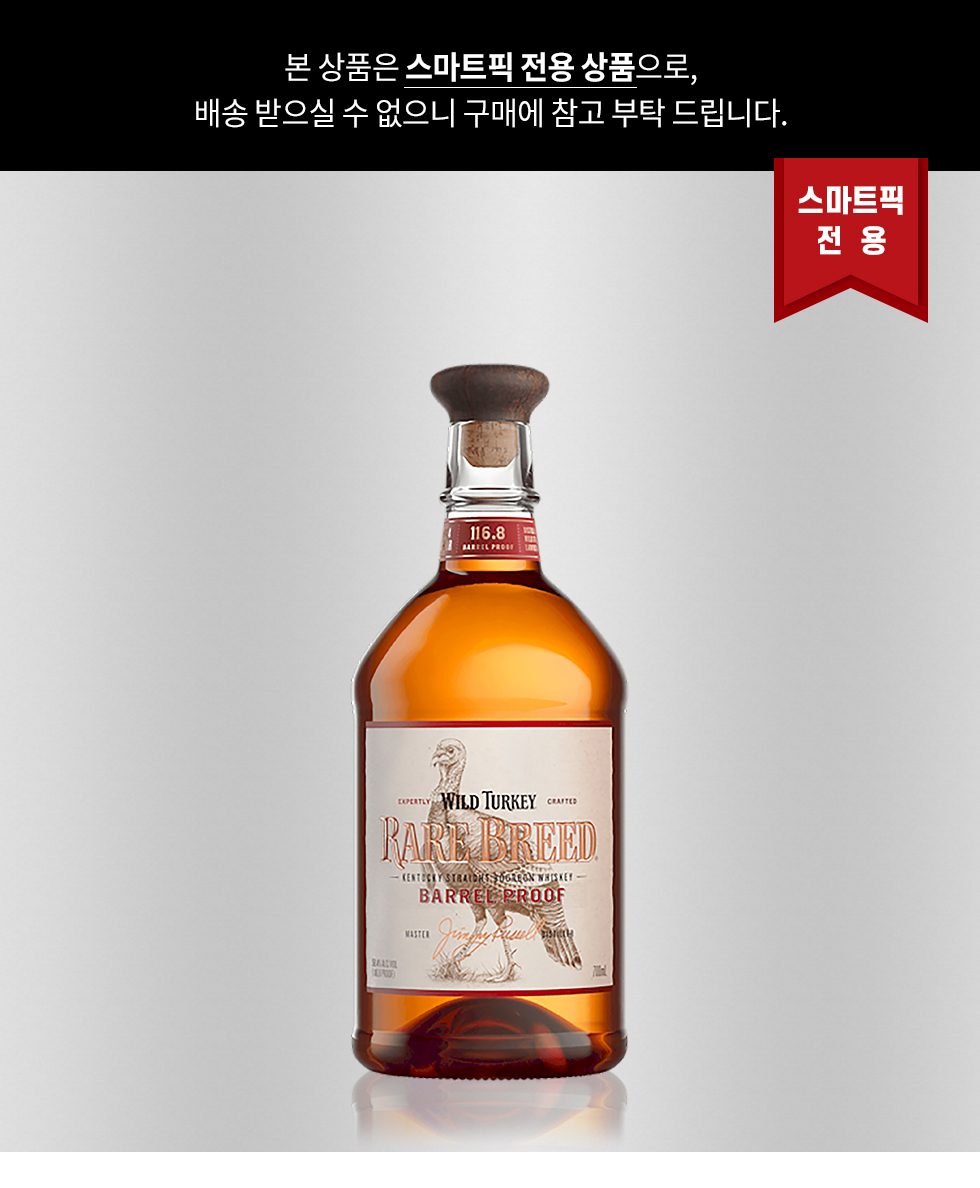 본 상품은 스마트픽 전용 상품으로,
배송 받으실 수 없으니 구매에 참고 부탁 드립니다.
스마트픽
전 용
116.8
BARREL PROOF
EXPERTLY WILD TURKEY CRAFTED
RARE BREED
KENTUCKY STRAIGHT BOURBON WHISKEY
BARREL PROOF
MASTER Jimmy Russell DISTILLER
700mL